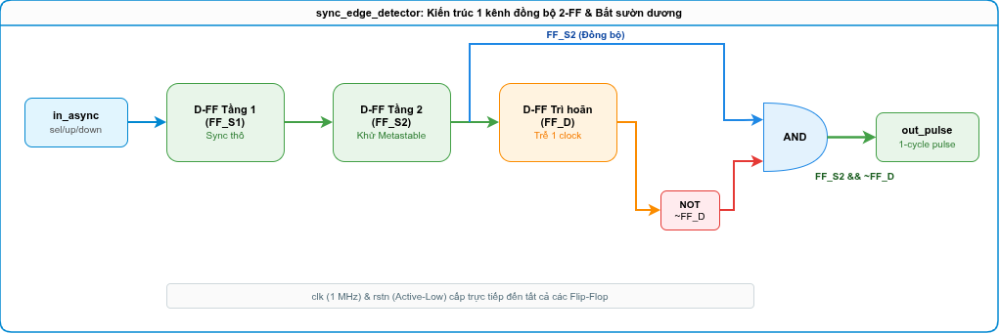 sync_edge_detector: Kiến trúc 1 kênh đồng bộ 2-FF & Bắt sườn dương
FF_S2 (Đồng bộ)
in_async
sel/up/down
D-FF Tầng 1
(FF_S1)
Sync thô
D-FF Tầng 2
(FF_S2)
Khử Metastable
D-FF Trì hoãn
(FF_D)
Trễ 1 clock
AND
out_pulse
1-cycle pulse
FF_S2 && ~FF_D
NOT
~FF_D
clk (1 MHz) & rstn (Active-Low) cấp trực tiếp đến tất cả các Flip-Flop